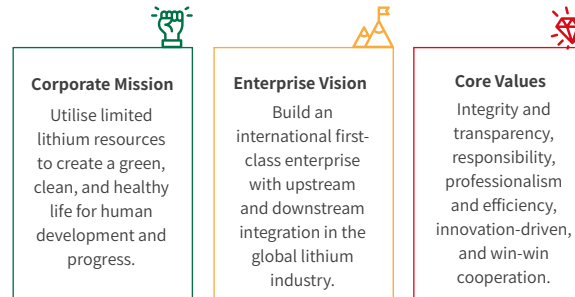 Corporate Mission
Utilise limited
lithium resources
to create a green,
clean, and healthy
life for human
development and
progress.
Enterprise Vision
Build an
international first-
class enterprise
with upstream
and downstream
integration in the
global lithium
industry.
Core Values
Integrity and
transparency,
responsibility,
professionalism
and efficiency,
innovation-driven,
and win-win
cooperation.